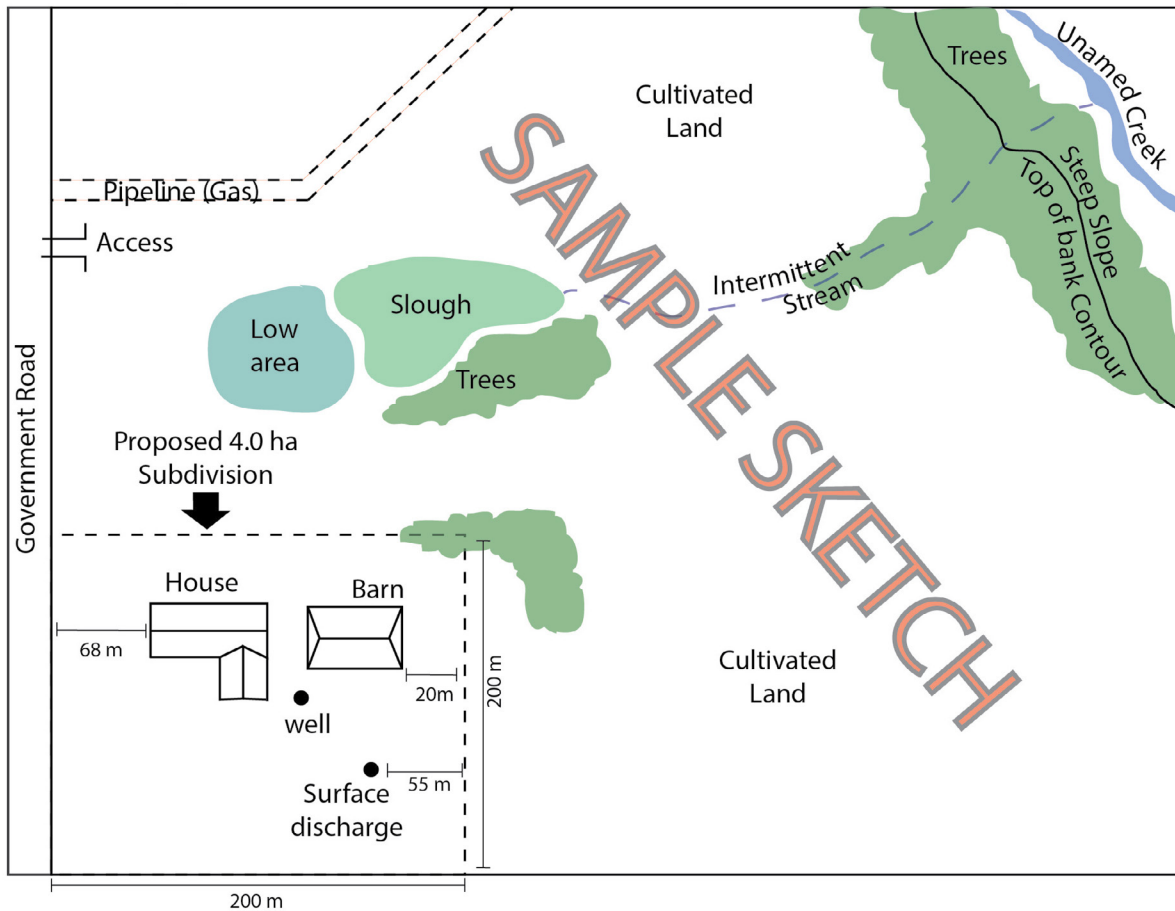 Government Road
Pipeline (Gas)
Access
Cultivated
Land
Trees
Unamed Creek
Steep Slope
Top of bank Contour
Intermittent
Stream
Slough
Low
area
Trees
Proposed 4.0 ha
Subdivision
House
Barn
68 m
20m
200 m
well
55 m
Surface
discharge
200 m
Cultivated
Land
SAMPLE SKETCH